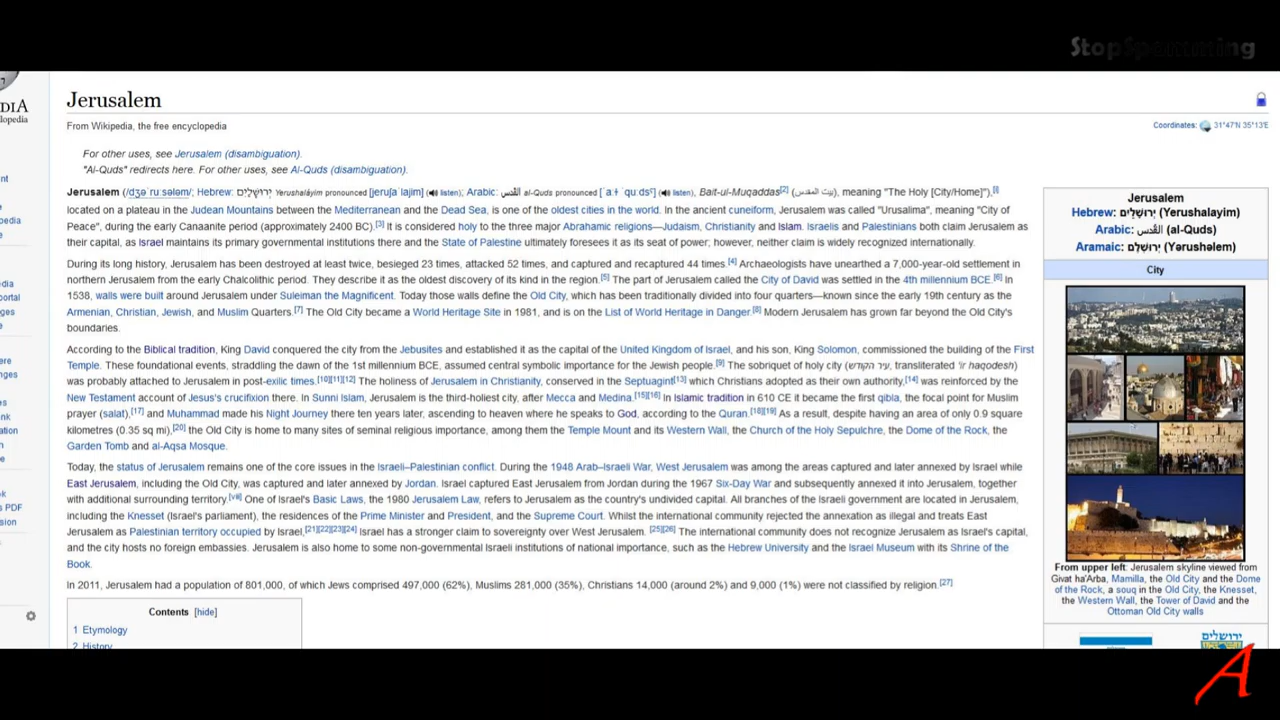 StopSpamming
DIA
lopedia
Jerusalem
From Wikipedia, the free encyclopedia
Coordinates: 31°47′N 35°13′E
For other uses, see Jerusalem (disambiguation).
"Al-Quds" redirects here. For other uses, see Al-Quds (disambiguation).
Jerusalem (/dʒəˈruːsələm/; Hebrew: יְרוּשָׁלַיִם Yerushaláyim pronounced [jeruʃaˈlajim] (listen); Arabic: القُدس al-Quds pronounced [ˈaːɫ ˈqudsˤ] (listen), Bait-ul-Muqaddas[2] (بيت المقدس), meaning "The Holy [City/Home]"),[i]
located on a plateau in the Judean Mountains between the Mediterranean and the Dead Sea, is one of the oldest cities in the world. In the ancient cuneiform, Jerusalem was called "Urusalima", meaning "City of
Peace", during the early Canaanite period (approximately 2400 BC).[3] It is considered holy to the three major Abrahamic religions—Judaism, Christianity and Islam. Israelis and Palestinians both claim Jerusalem as
their capital, as Israel maintains its primary governmental institutions there and the State of Palestine ultimately foresees it as its seat of power; however, neither claim is widely recognized internationally.
During its long history, Jerusalem has been destroyed at least twice, besieged 23 times, attacked 52 times, and captured and recaptured 44 times.[4] Archaeologists have unearthed a 7,000-year-old settlement in
northern Jerusalem from the early Chalcolithic period. They describe it as the oldest discovery of its kind in the region.[5] The part of Jerusalem called the City of David was settled in the 4th millennium BCE.[6] In
1538, walls were built around Jerusalem under Suleiman the Magnificent. Today those walls define the Old City, which has been traditionally divided into four quarters—known since the early 19th century as the
Armenian, Christian, Jewish, and Muslim Quarters.[7] The Old City became a World Heritage Site in 1981, and is on the List of World Heritage in Danger.[8] Modern Jerusalem has grown far beyond the Old City's
boundaries.
According to the Biblical tradition, King David conquered the city from the Jebusites and established it as the capital of the United Kingdom of Israel, and his son, King Solomon, commissioned the building of the First
Temple. These foundational events, straddling the dawn of the 1st millennium BCE, assumed central symbolic importance for the Jewish people.[9] The sobriquet of holy city (עיר הקודש, transliterated 'ir haqodesh)
was probably attached to Jerusalem in post-exilic times.[10][11][12] The holiness of Jerusalem in Christianity, conserved in the Septuagint[13] which Christians adopted as their own authority,[14] was reinforced by the
New Testament account of Jesus's crucifixion there. In Sunni Islam, Jerusalem is the third-holiest city, after Mecca and Medina.[15][16] In Islamic tradition in 610 CE it became the first qibla, the focal point for Muslim
prayer (salat),[17] and Muhammad made his Night Journey there ten years later, ascending to heaven where he speaks to God, according to the Quran.[18][19] As a result, despite having an area of only 0.9 square
kilometres (0.35 sq mi),[20] the Old City is home to many sites of seminal religious importance, among them the Temple Mount and its Western Wall, the Church of the Holy Sepulchre, the Dome of the Rock, the
Garden Tomb and al-Aqsa Mosque.
Today, the status of Jerusalem remains one of the core issues in the Israeli–Palestinian conflict. During the 1948 Arab–Israeli War, West Jerusalem was among the areas captured and later annexed by Israel while
East Jerusalem, including the Old City, was captured and later annexed by Jordan. Israel captured East Jerusalem from Jordan during the 1967 Six-Day War and subsequently annexed it into Jerusalem, together
with additional surrounding territory.[viii] One of Israel's Basic Laws, the 1980 Jerusalem Law, refers to Jerusalem as the country's undivided capital. All branches of the Israeli government are located in Jerusalem,
including the Knesset (Israel's parliament), the residences of the Prime Minister and President, and the Supreme Court. Whilst the international community rejected the annexation as illegal and treats East
Jerusalem as Palestinian territory occupied by Israel,[21][22][23][24] Israel has a stronger claim to sovereignty over West Jerusalem. [25][26] The international community does not recognize Jerusalem as Israel's capital,
and the city hosts no foreign embassies. Jerusalem is also home to some non-governmental Israeli institutions of national importance, such as the Hebrew University and the Israel Museum with its Shrine of the
Book.
In 2011, Jerusalem had a population of 801,000, of which Jews comprised 497,000 (62%), Muslims 281,000 (35%), Christians 14,000 (around 2%) and 9,000 (1%) were not classified by religion.[27]
Contents [hide]
1 Etymology
2 History
Jerusalem
Hebrew: יְרוּשָׁלַיִם (Yerushalayim)
Arabic: القُدس (al-Quds)
Aramaic: יְרוּשְׁלֶם (Yərushəlem)
City
From upper left: Jerusalem skyline viewed from
Givat ha'Arba, Mamilla, the Old City and the Dome
of the Rock, a souq in the Old City, the Knesset,
the Western Wall, the Tower of David and the
Ottoman Old City walls
ירושלים
A